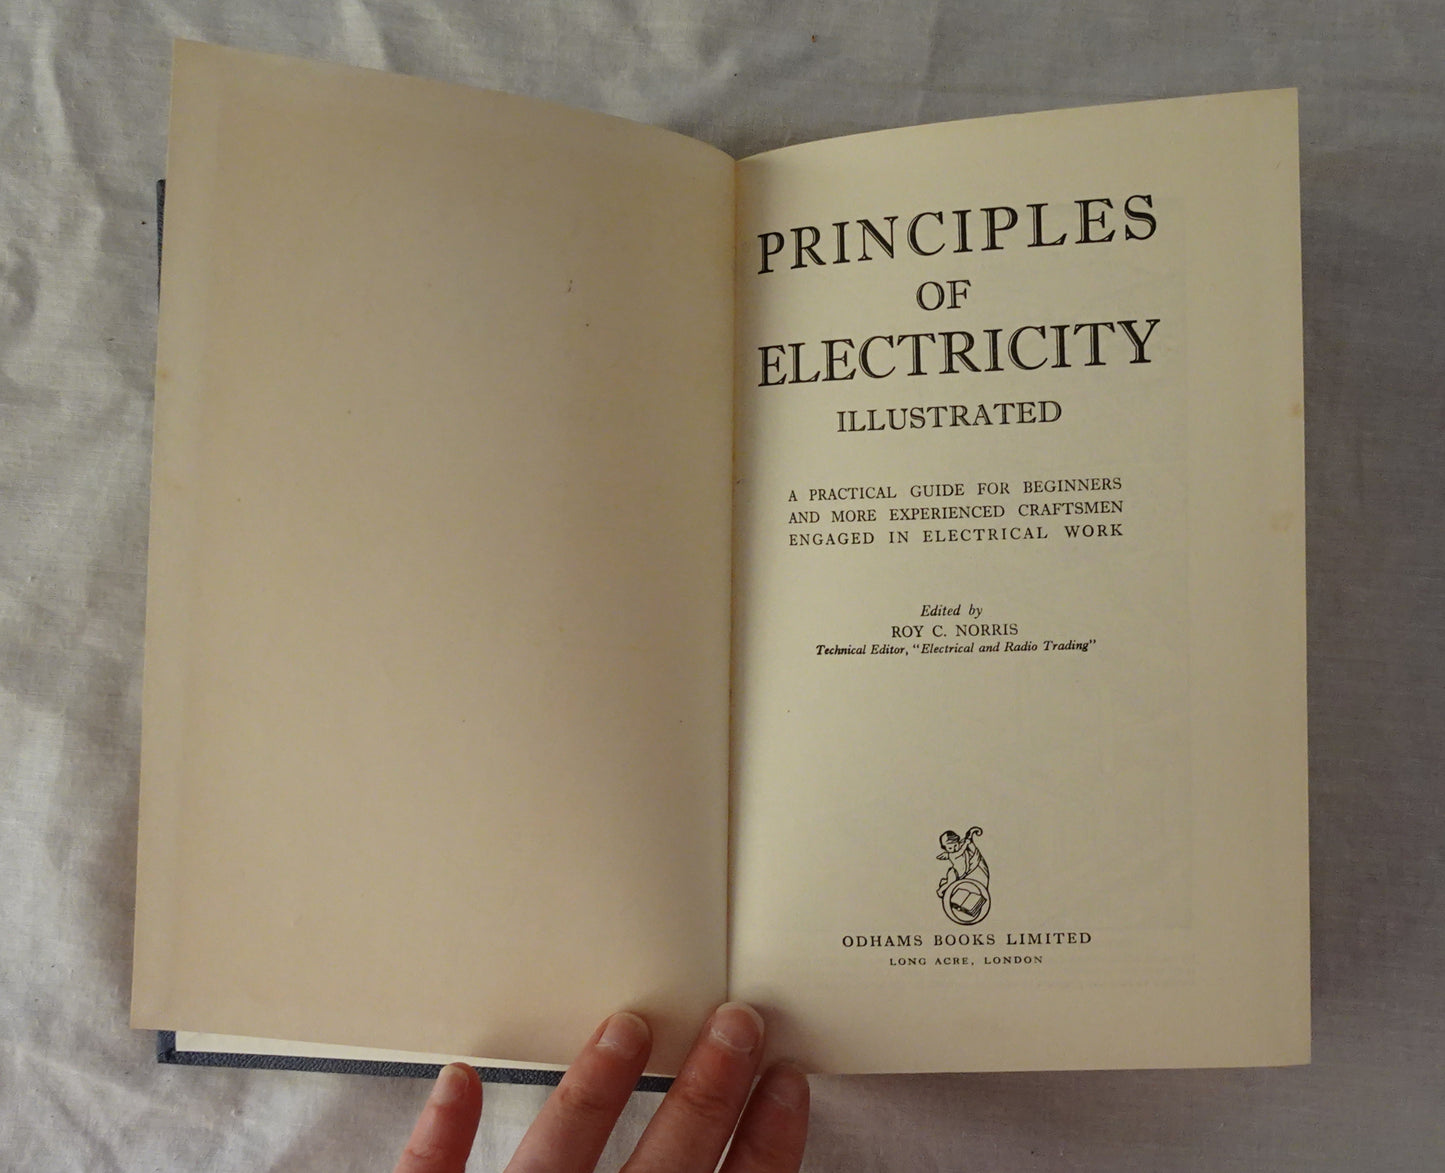 PRINCIPLES
OF
ELECTRICITY
ILLUSTRATED
A PRACTICAL GUIDE FOR BEGINNERS
AND MORE EXPERIENCED CRAFTSMEN
ENGAGED IN ELECTRICAL WORK
Edited by
ROY C. NORRIS
Technical Editor, "Electrical and Radio Trading"
ODHAMS BOOKS LIMITED
LONG ACRE, LONDON